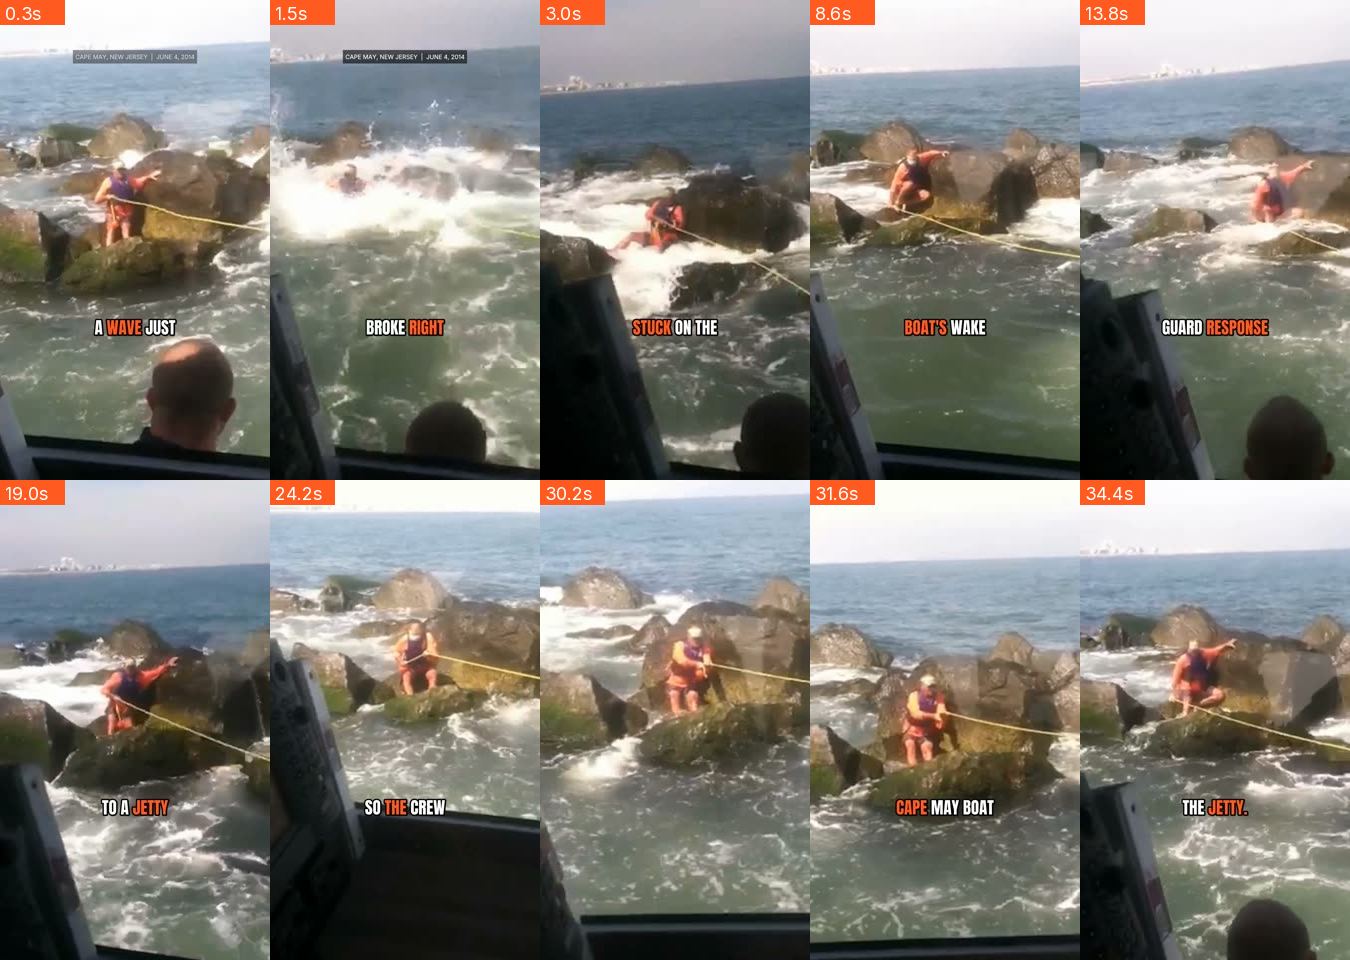 0.3s
CAPE MAY, NEW JERSEY | JUNE 4, 2014
A WAVE JUST
1.5s
CAPE MAY, NEW JERSEY | JUNE 4, 2014
BROKE RIGHT
3.0s
STUCK ON THE
8.6s
BOAT'S WAKE
13.8s
GUARD RESPONSE
19.0s
TO A JETTY
24.2s
SO THE CREW
30.2s
31.6s
CAPE MAY BOAT
34.4s
THE JETTY.